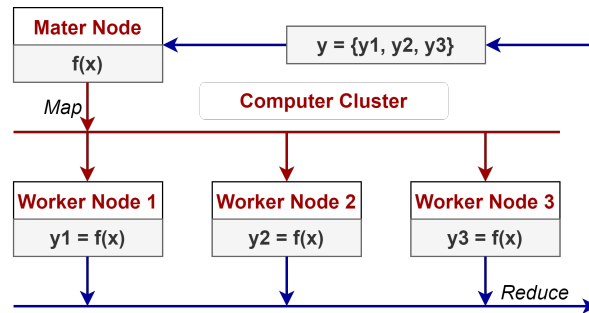 Mater Node
f(x)
y = {y1, y2, y3}
Map
Computer Cluster
Worker Node 1
y1 = f(x)
Worker Node 2
y2 = f(x)
Worker Node 3
y3 = f(x)
Reduce